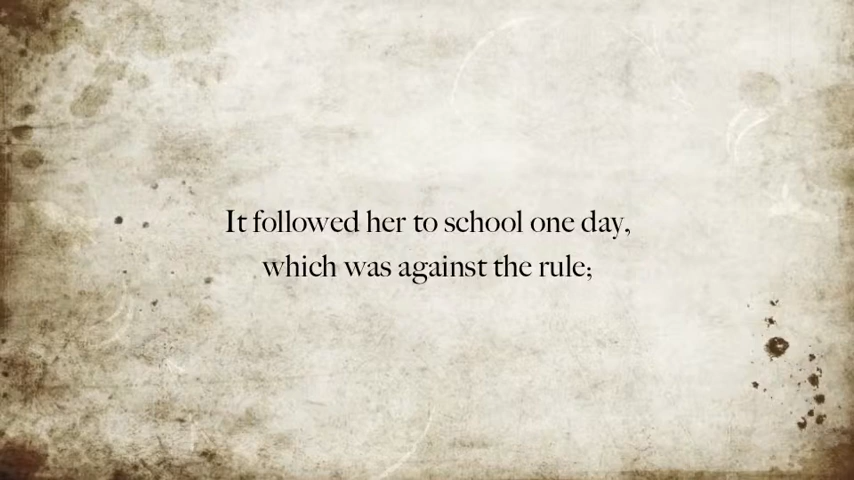 It followed her to school one day,
which was against the rule;